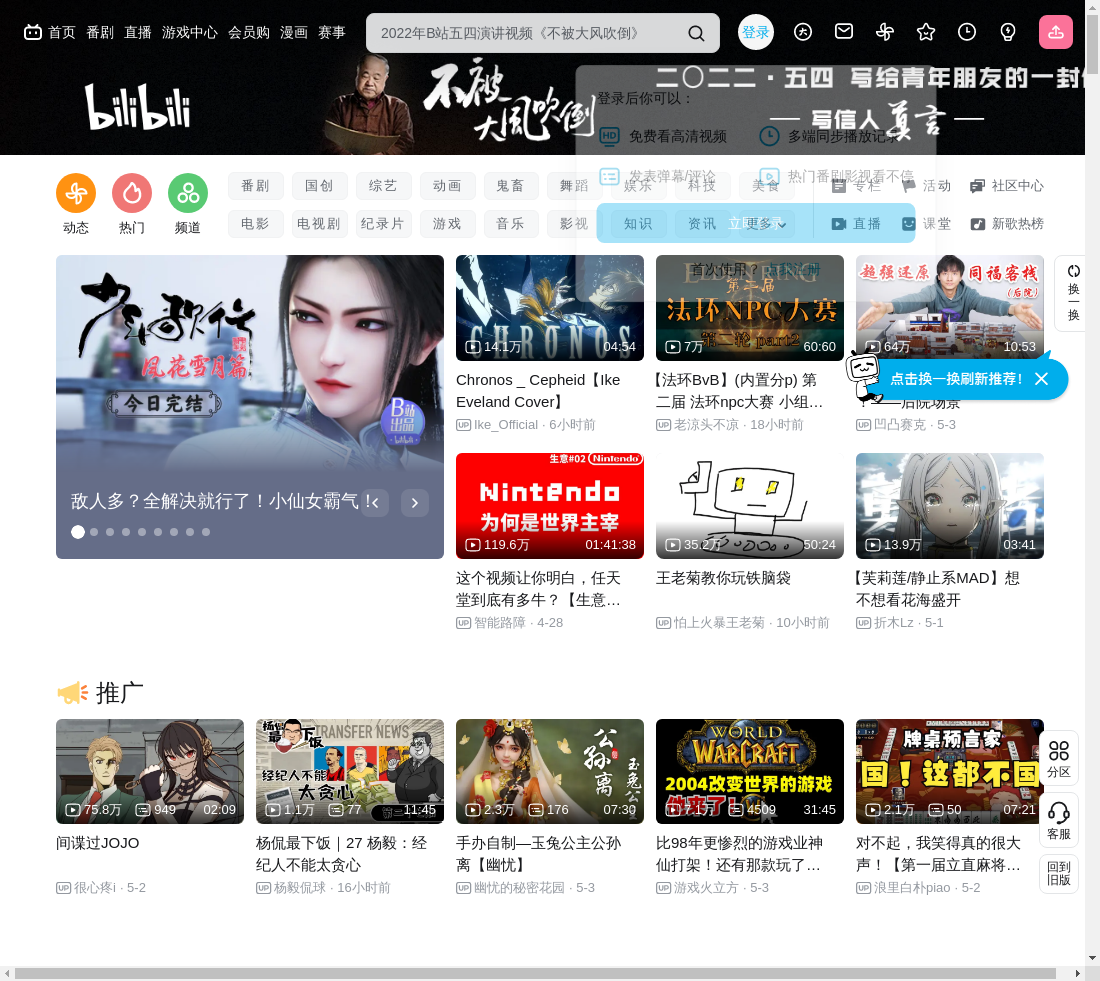 首页 番剧 直播 游戏中心 会员购 漫画 赛事
2022年B站五四演讲视频《不被大风吹倒》
登录
bilibili
不被大風吹倒
二〇二二·五四 写给青年朋友的一封信
写信人 莫言
登录后你可以：
免费看高清视频
多端同步播放记录
发表弹幕/评论
热门番剧影视看不停
立即登录
首次使用？ 点我注册
动态
热门
频道
番剧 国创 综艺 动画 鬼畜 舞蹈 娱乐 科技 美食
专栏 活动 社区中心
电影 电视剧 纪录片 游戏 音乐 影视 知识 资讯 更多
直播 课堂 新歌热榜
风花雪月篇
今日完结
B站出品
bilibili
敌人多？全解决就行了！小仙女霸气！
CHRONOS
14.1万 04:54
Chronos _ Cepheid【Ike
Eveland Cover】
Ike_Official · 6小时前
ELDEN RING
第二届
法环NPC大赛
第二轮 part2
7万 60:60
【法环BvB】(内置分p) 第
二届 法环npc大赛 小组…
老凉头不凉 · 18小时前
超强还原 同福客栈
(后院)
64万 10:53
！——后院场景
凹凸赛克 · 5-3
换一换
点击换一换刷新推荐！
生意#02 Nintendo
Nintendo
为何是世界主宰
119.6万 01:41:38
这个视频让你明白，任天
堂到底有多牛？【生意…
智能路障 · 4-28
35.2万 50:24
王老菊教你玩铁脑袋
怕上火暴王老菊 · 10小时前
13.9万 03:41
【芙莉莲/静止系MAD】想
不想看花海盛开
折木Lz · 5-1
推广
75.8万 949 02:09
间谍过JOJO
很心疼i · 5-2
杨侃最下饭
TRANSFER NEWS
经纪人不能
太贪心
1.1万 77 11:45
杨侃最下饭｜27 杨毅：经
纪人不能太贪心
杨毅侃球 · 16小时前
公孙离
玉兔公
2.3万 176 07:30
手办自制—玉兔公主公孙
离【幽忧】
幽忧的秘密花园 · 5-3
WORLD
WARCRAFT
2004改变世界的游戏
他来了！
7.1万 4509 31:45
比98年更惨烈的游戏业神
仙打架！还有那款玩了…
游戏火立方 · 5-3
牌桌预言家
国！这都不国
2.1万 50 07:21
对不起，我笑得真的很大
声！【第一届立直麻将…
浪里白朴piao · 5-2
分区
客服
回到
旧版